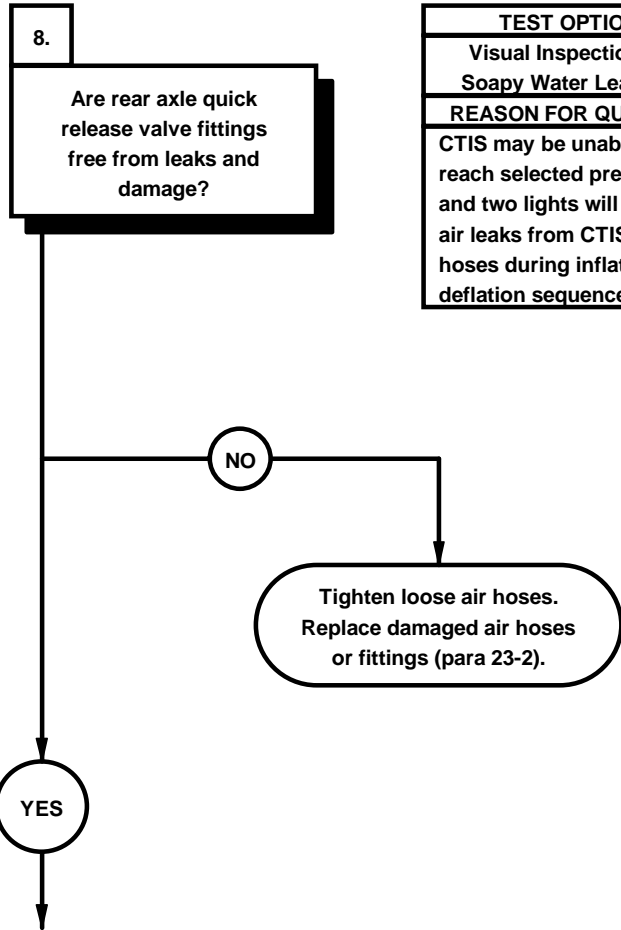 8.
Are rear axle quick
release valve fittings
free from leaks and
damage?
TEST OPTIO
Visual Inspectio
Soapy Water Lea
REASON FOR QU
CTIS may be unab
reach selected pre
and two lights will
air leaks from CTIS
hoses during inflat
deflation sequence
NO
Tighten loose air hoses.
Replace damaged air hoses
or fittings (para 23-2).
YES